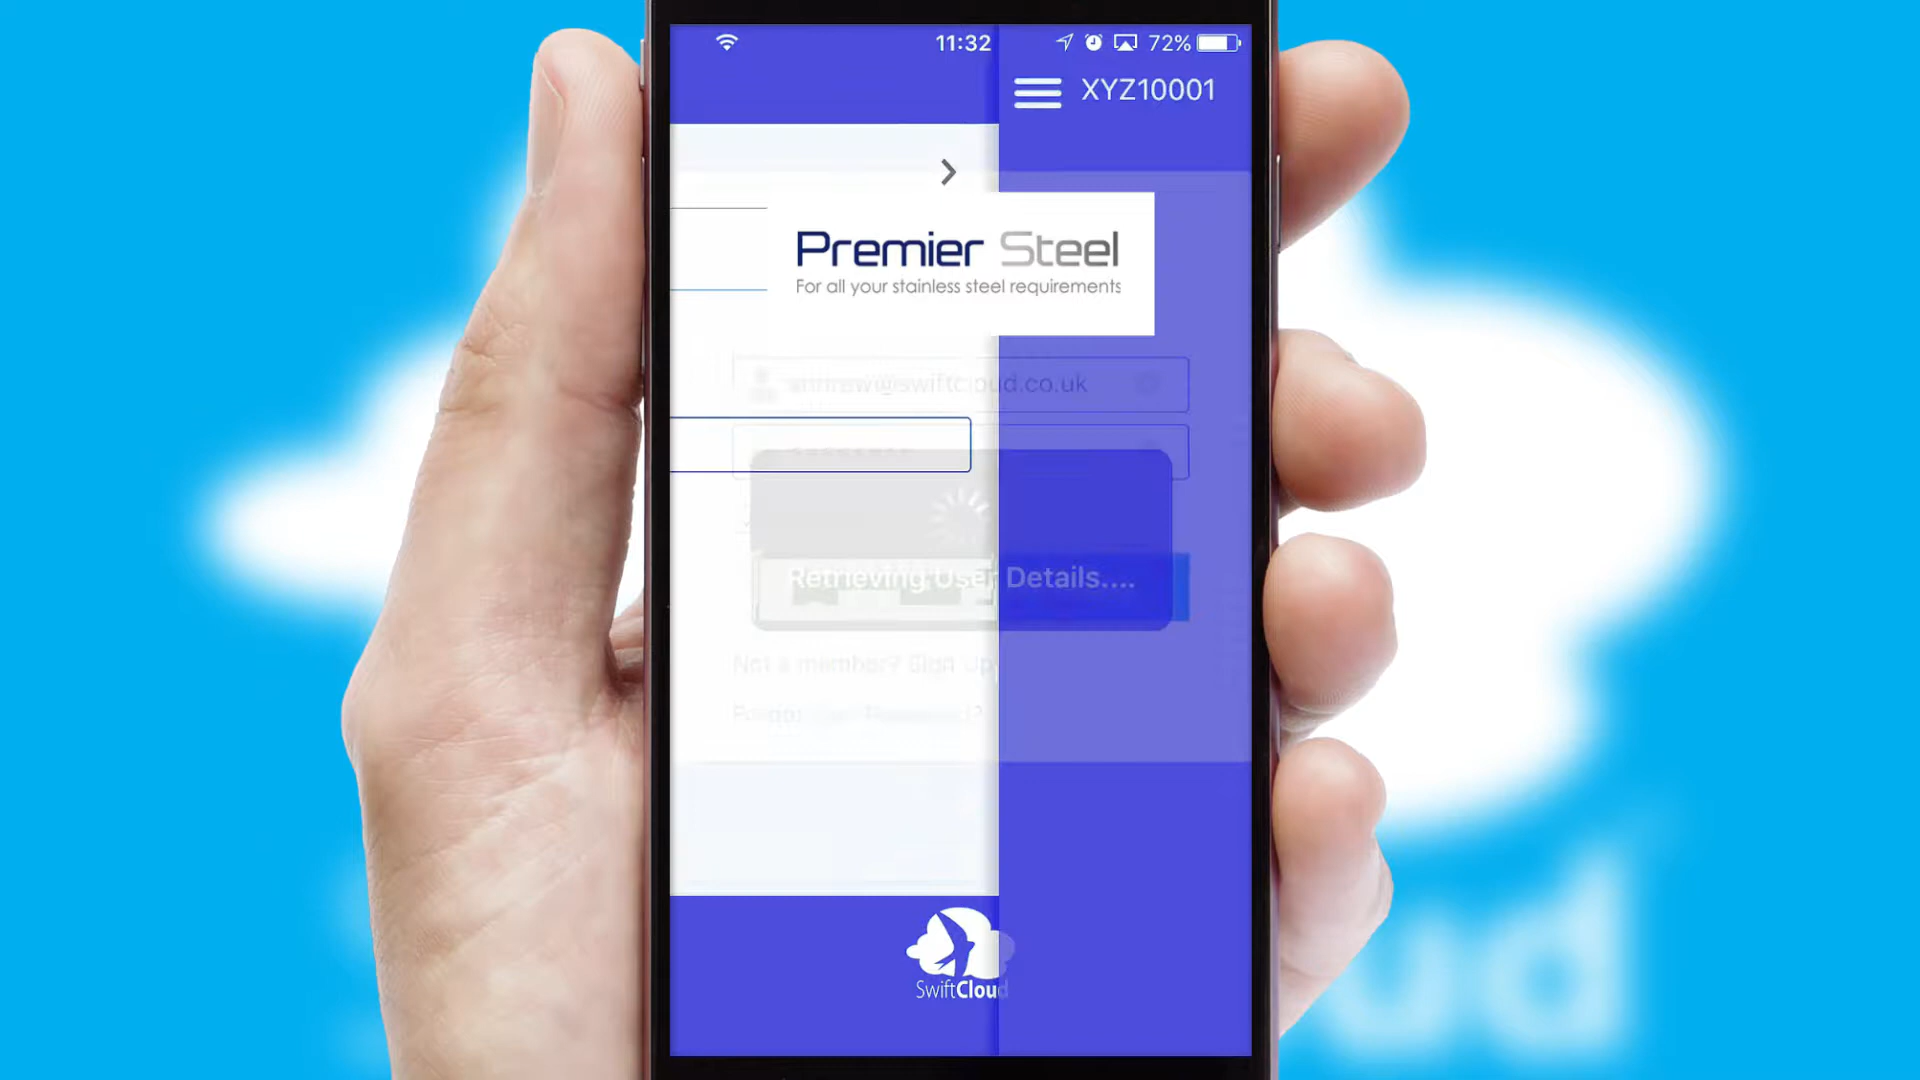 11:32
72%
XYZ10001
Premier Steel
For all your stainless steel requirements
andrew@swiftcloud.co.uk
Retrieving User Details....
Not a member? Sign Up
Forgot your Password?
SwiftCloud
ud